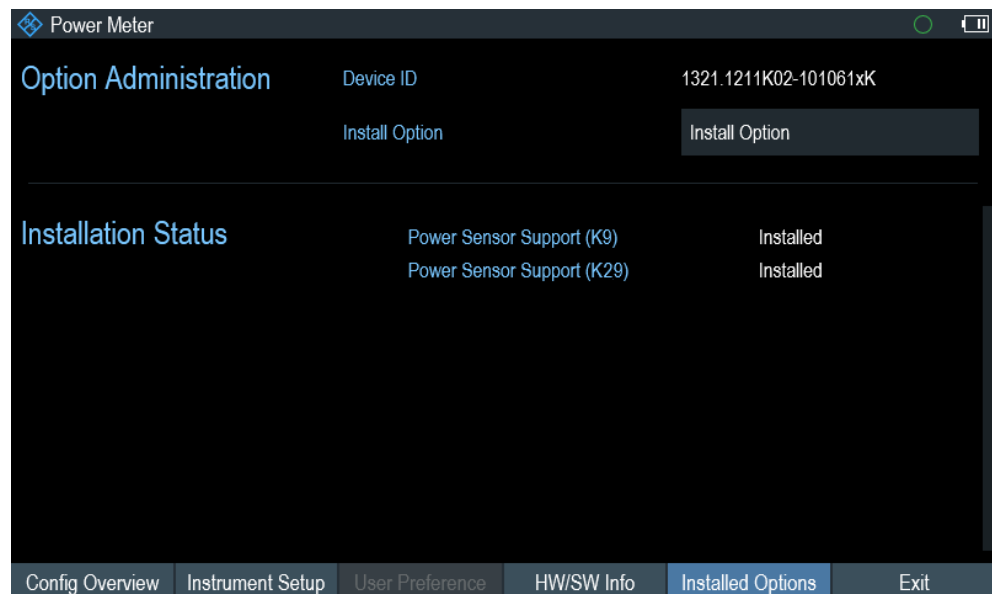 Power Meter
Option Administration Device ID 1321.1211K02-101061xK
Install Option Install Option
Installation Status Power Sensor Support (K9) Installed
Power Sensor Support (K29) Installed
Config Overview Instrument Setup User Preference HW/SW Info Installed Options Exit